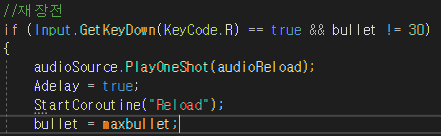 //재장전
if (Input.GetKeyDown(KeyCode.R) == true && bullet != 30)
{
audioSource.PlayOneShot(audioReload);
Adelay = true;
StartCoroutine("Reload");
bullet = maxbullet;